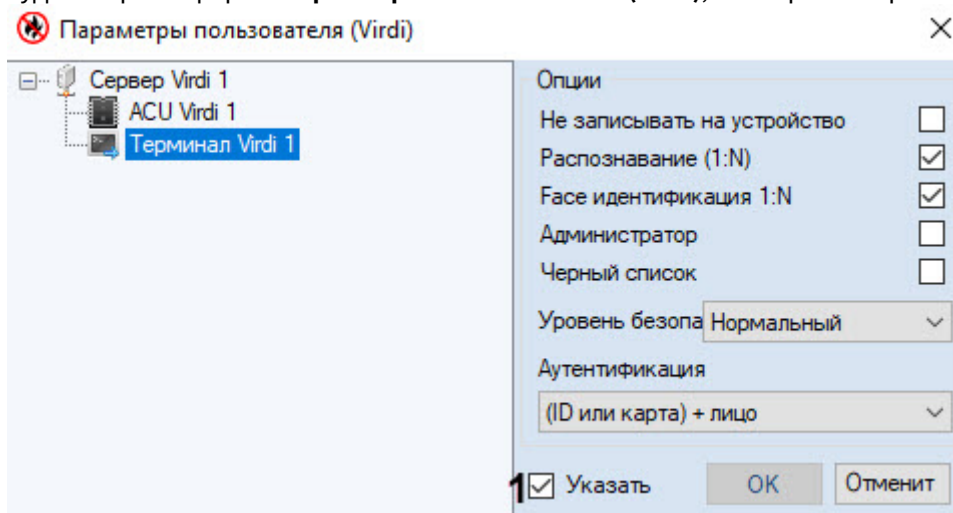 Параметры пользователя (Virdi)
Сервер Virdi 1
ACU Virdi 1
Терминал Virdi 1
Опции
Не записывать на устройство
Распознавание (1:N)
Face идентификация 1:N
Администратор
Черный список
Уровень безопа Нормальный
Аутентификация
(ID или карта) + лицо
1 Указать OK Отменит